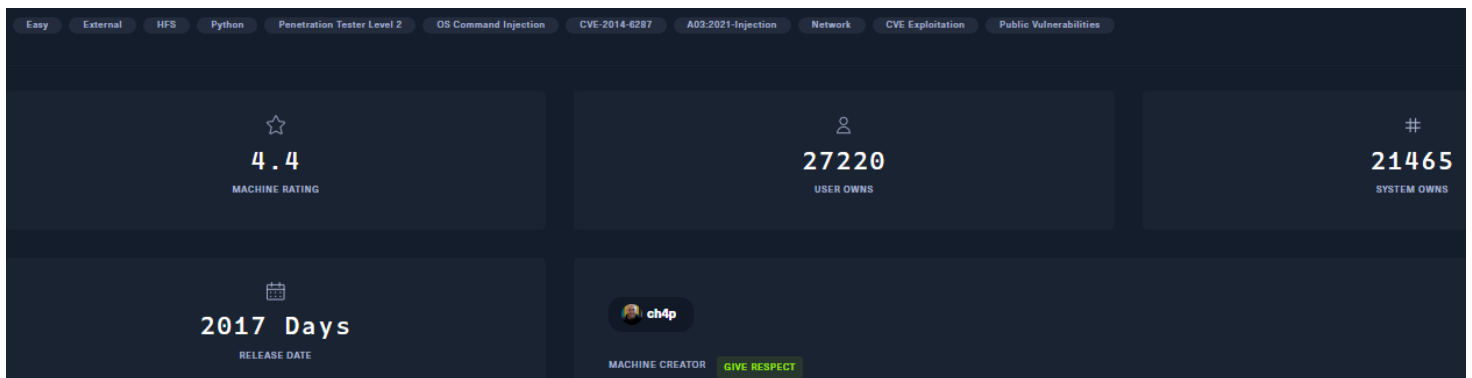 Easy External HFS Python Penetration Tester Level 2 OS Command Injection CVE-2014-6287 A03:2021-Injection Network CVE Exploitation Public Vulnerabilities
4.4
MACHINE RATING
27220
USER OWNS
21465
SYSTEM OWNS
2017 Days
RELEASE DATE
ch4p
MACHINE CREATOR GIVE RESPECT